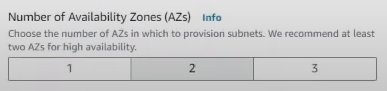 Number of Availability Zones (AZs) Info
Choose the number of AZs in which to provision subnets. We recommend at least
two AZs for high availability.
1 2 3